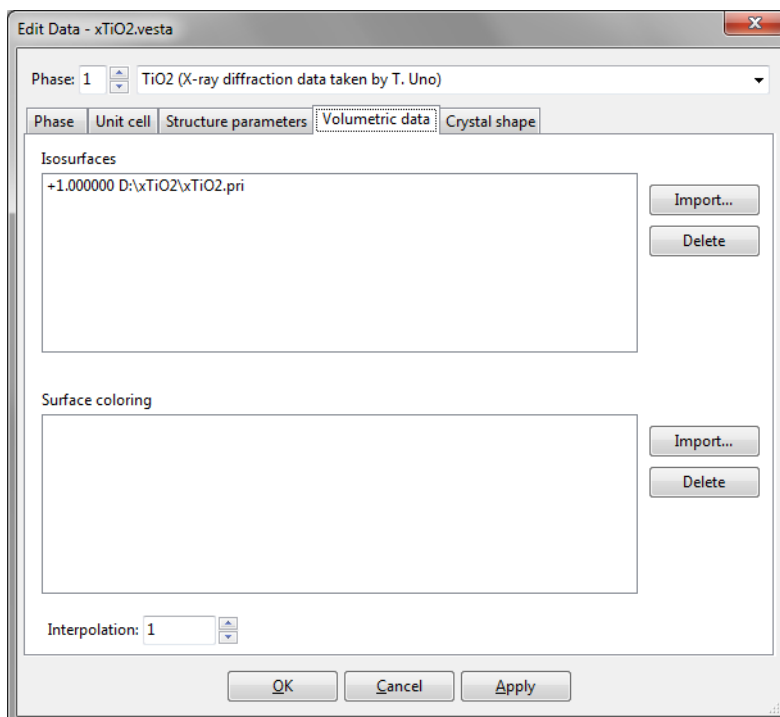 Edit Data - xTiO2.vesta
Phase: 1 TiO2 (X-ray diffraction data taken by T. Uno)
Phase Unit cell Structure parameters Volumetric data Crystal shape
Isosurfaces
+1.000000 D:\xTiO2\xTiO2.pri
Import...
Delete
Surface coloring
Import...
Delete
Interpolation: 1
OK Cancel Apply